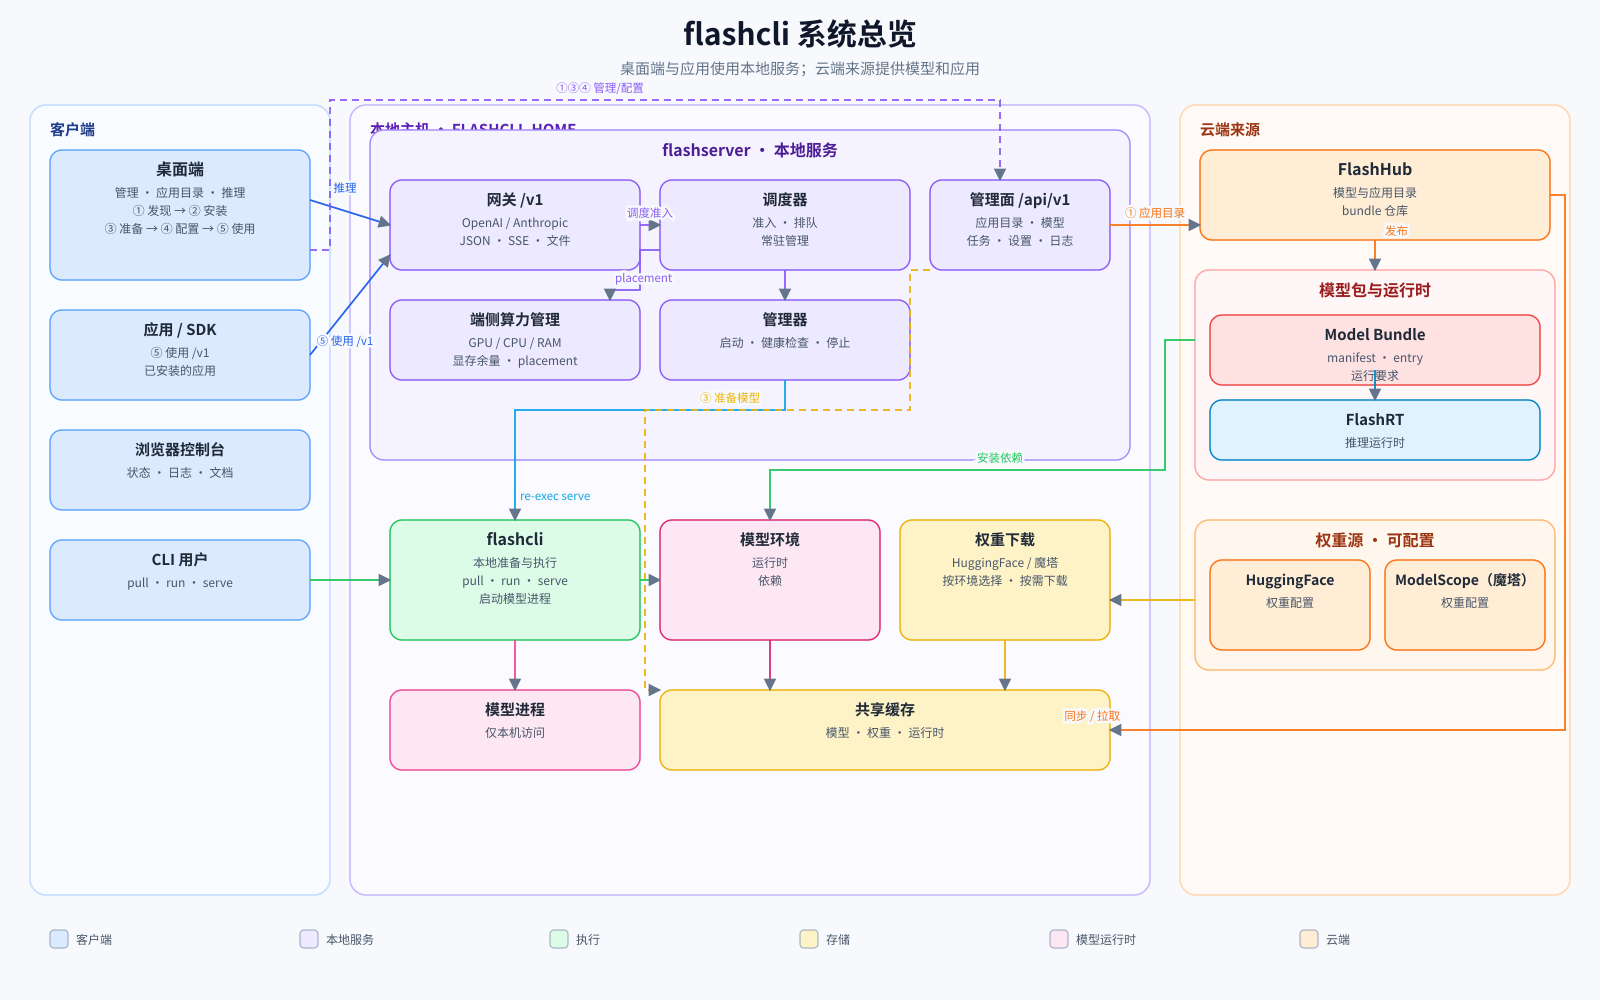 flashcli 系统总览
桌面端与应用使用本地服务；云端来源提供模型和应用
①③④ 管理/配置
客户端
桌面端
管理 · 应用目录 · 推理
① 发现 → ② 安装
③ 准备 → ④ 配置 → ⑤ 使用
推理
应用 / SDK
⑤ 使用 /v1
已安装的应用
⑤ 使用 /v1
浏览器控制台
状态 · 日志 · 文档
CLI 用户
pull · run · serve
本地主机 · FLASHCLI_HOME
flashserver · 本地服务
网关 /v1
OpenAI / Anthropic
JSON · SSE · 文件
调度准入
调度器
准入 · 排队
常驻管理
管理面 /api/v1
应用目录 · 模型
任务 · 设置 · 日志
① 应用目录
placement
端侧算力管理
GPU / CPU / RAM
显存余量 · placement
管理器
启动 · 健康检查 · 停止
③ 准备模型
安装依赖
re-exec serve
flashcli
本地准备与执行
pull · run · serve
启动模型进程
模型环境
运行时
依赖
权重下载
HuggingFace / 魔塔
按环境选择 · 按需下载
模型进程
仅本机访问
共享缓存
模型 · 权重 · 运行时
同步 / 拉取
云端来源
FlashHub
模型与应用目录
bundle 仓库
发布
模型包与运行时
Model Bundle
manifest · entry
运行要求
FlashRT
推理运行时
权重源 · 可配置
HuggingFace
权重配置
ModelScope（魔塔）
权重配置
客户端
本地服务
执行
存储
模型运行时
云端